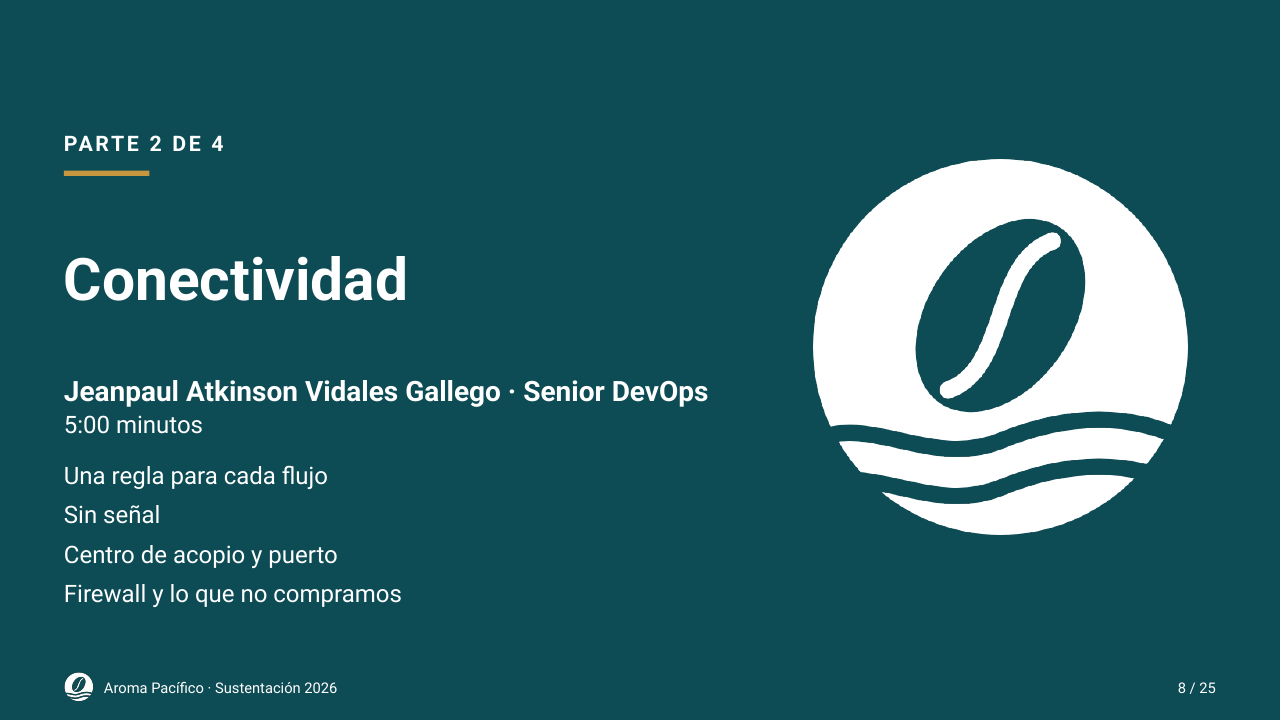 PARTE 2 DE 4
Conectividad
Jeanpaul Atkinson Vidales Gallego · Senior DevOps
5:00 minutos
Una regla para cada flujo
Sin señal
Centro de acopio y puerto
Firewall y lo que no compramos
Aroma Pacífico · Sustentación 2026
8 / 25